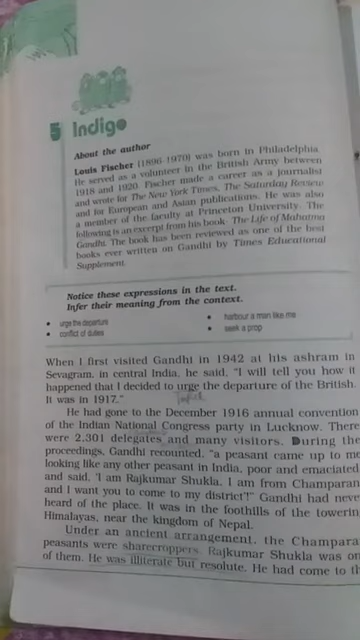 5 Indigo
About the author
Louis Fischer (1896-1970) was born in Philadelphia.
He served as a volunteer in the British Army between
1918 and 1920. Fischer made a career as a journalist
and wrote for The New York Times, The Saturday Review
and for European and Asian publications. He was also
a member of the faculty at Princeton University. The
following is an excerpt from his book- The Life of Mahatma
Gandhi. The book has been reviewed as one of the best
books ever written on Gandhi by Times Educational
Supplement.
Notice these expressions in the text.
Infer their meaning from the context.
• urge the departure
• harbour a man like me
• conflict of duties
• seek a prop
When I first visited Gandhi in 1942 at his ashram in
Sevagram, in central India, he said, “I will tell you how it
happened that I decided to urge the departure of the British.
It was in 1917.”
He had gone to the December 1916 annual convention
of the Indian National Congress party in Lucknow. There
were 2,301 delegates and many visitors. During the
proceedings, Gandhi recounted, “a peasant came up to me
looking like any other peasant in India, poor and emaciated
and said, ‘I am Rajkumar Shukla. I am from Champaran
and I want you to come to my district’!” Gandhi had never
heard of the place. It was in the foothills of the towerin
Himalayas, near the kingdom of Nepal.
Under an ancient arrangement, the Champara
peasants were sharecroppers. Rajkumar Shukla was on
of them. He was illiterate but resolute. He had come to th